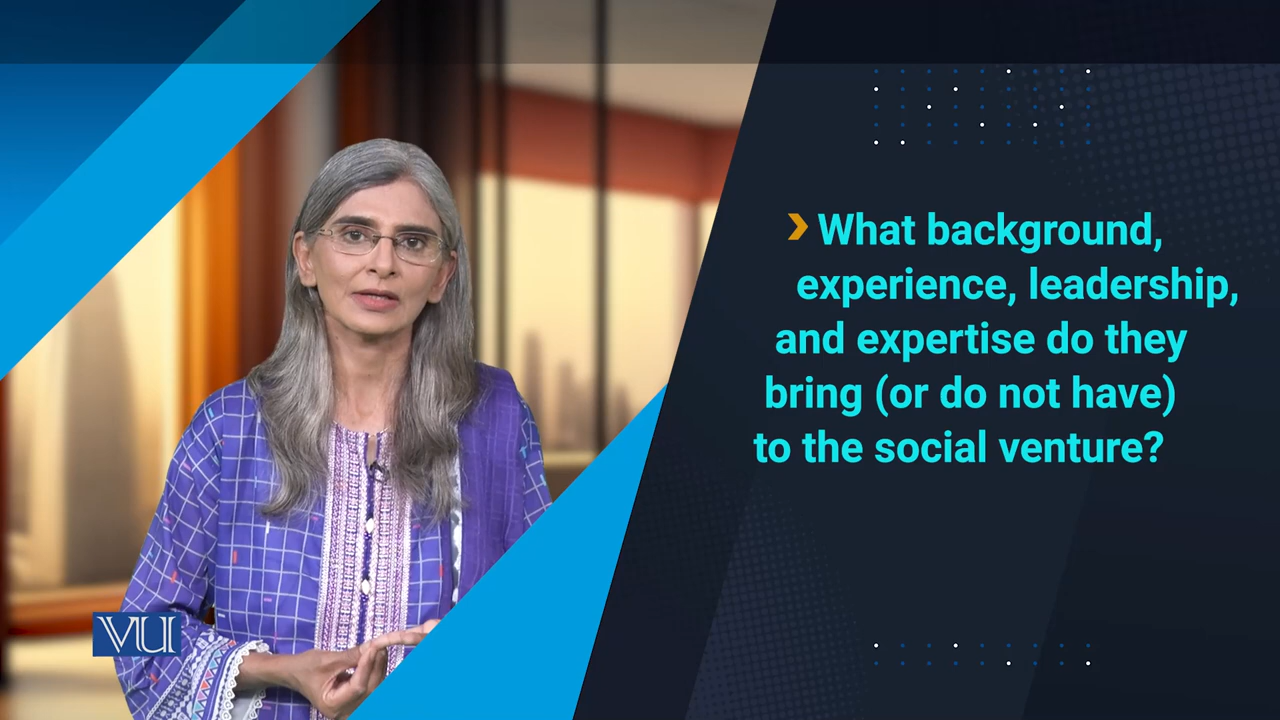 What background,
experience, leadership,
and expertise do they
bring (or do not have)
to the social venture?
VU